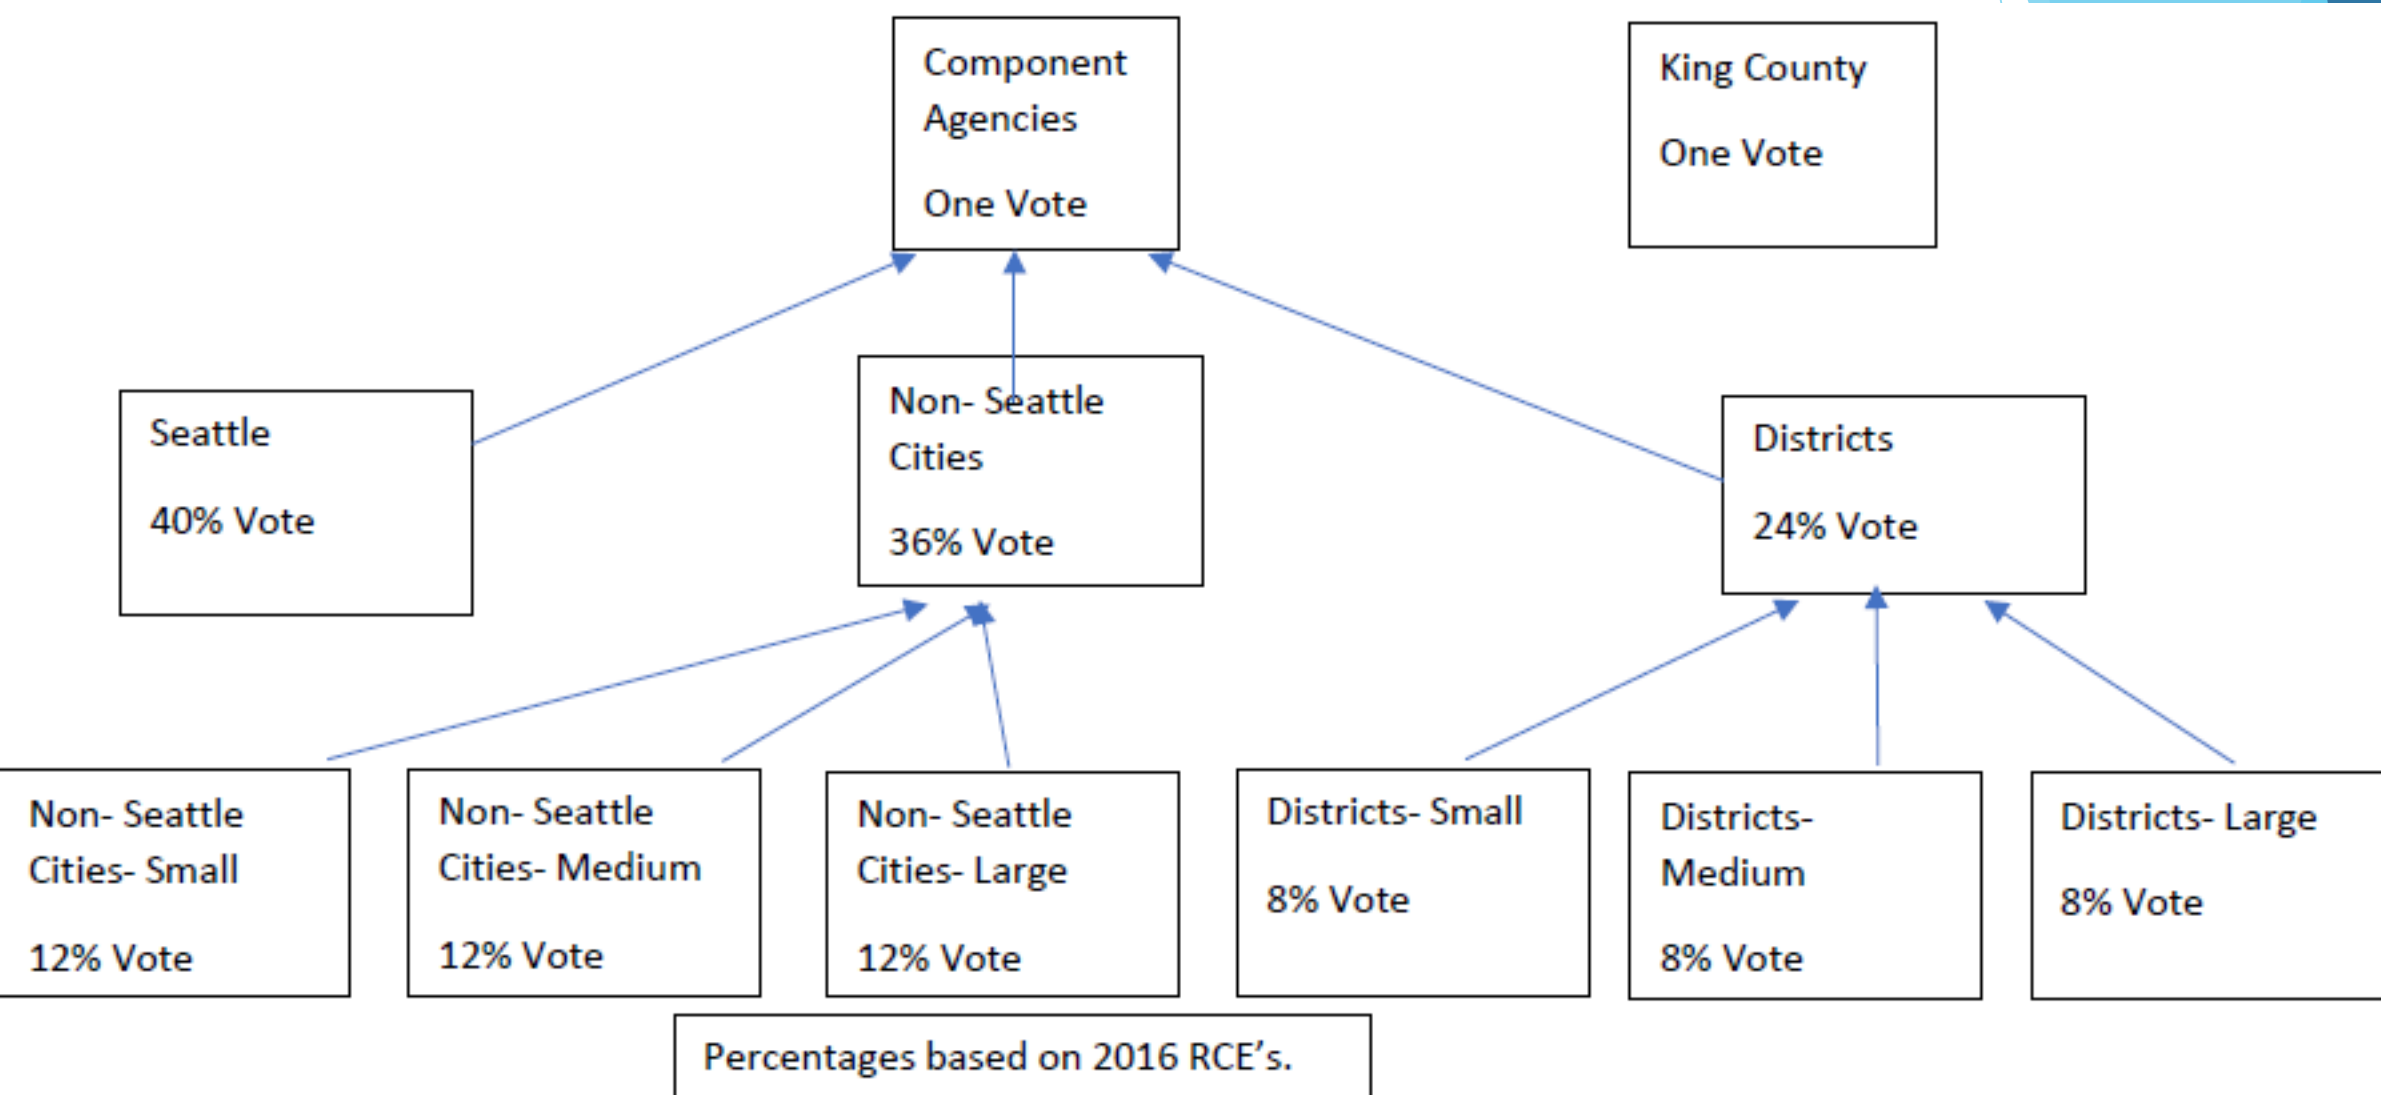 Component
Agencies
One Vote
King County
One Vote
Seattle
40% Vote
Non- Seattle
Cities
36% Vote
Districts
24% Vote
Non- Seattle
Cities- Small
12% Vote
Non- Seattle
Cities- Medium
12% Vote
Non- Seattle
Cities- Large
12% Vote
Districts- Small
8% Vote
Districts-
Medium
8% Vote
Districts- Large
8% Vote
Percentages based on 2016 RCE’s.